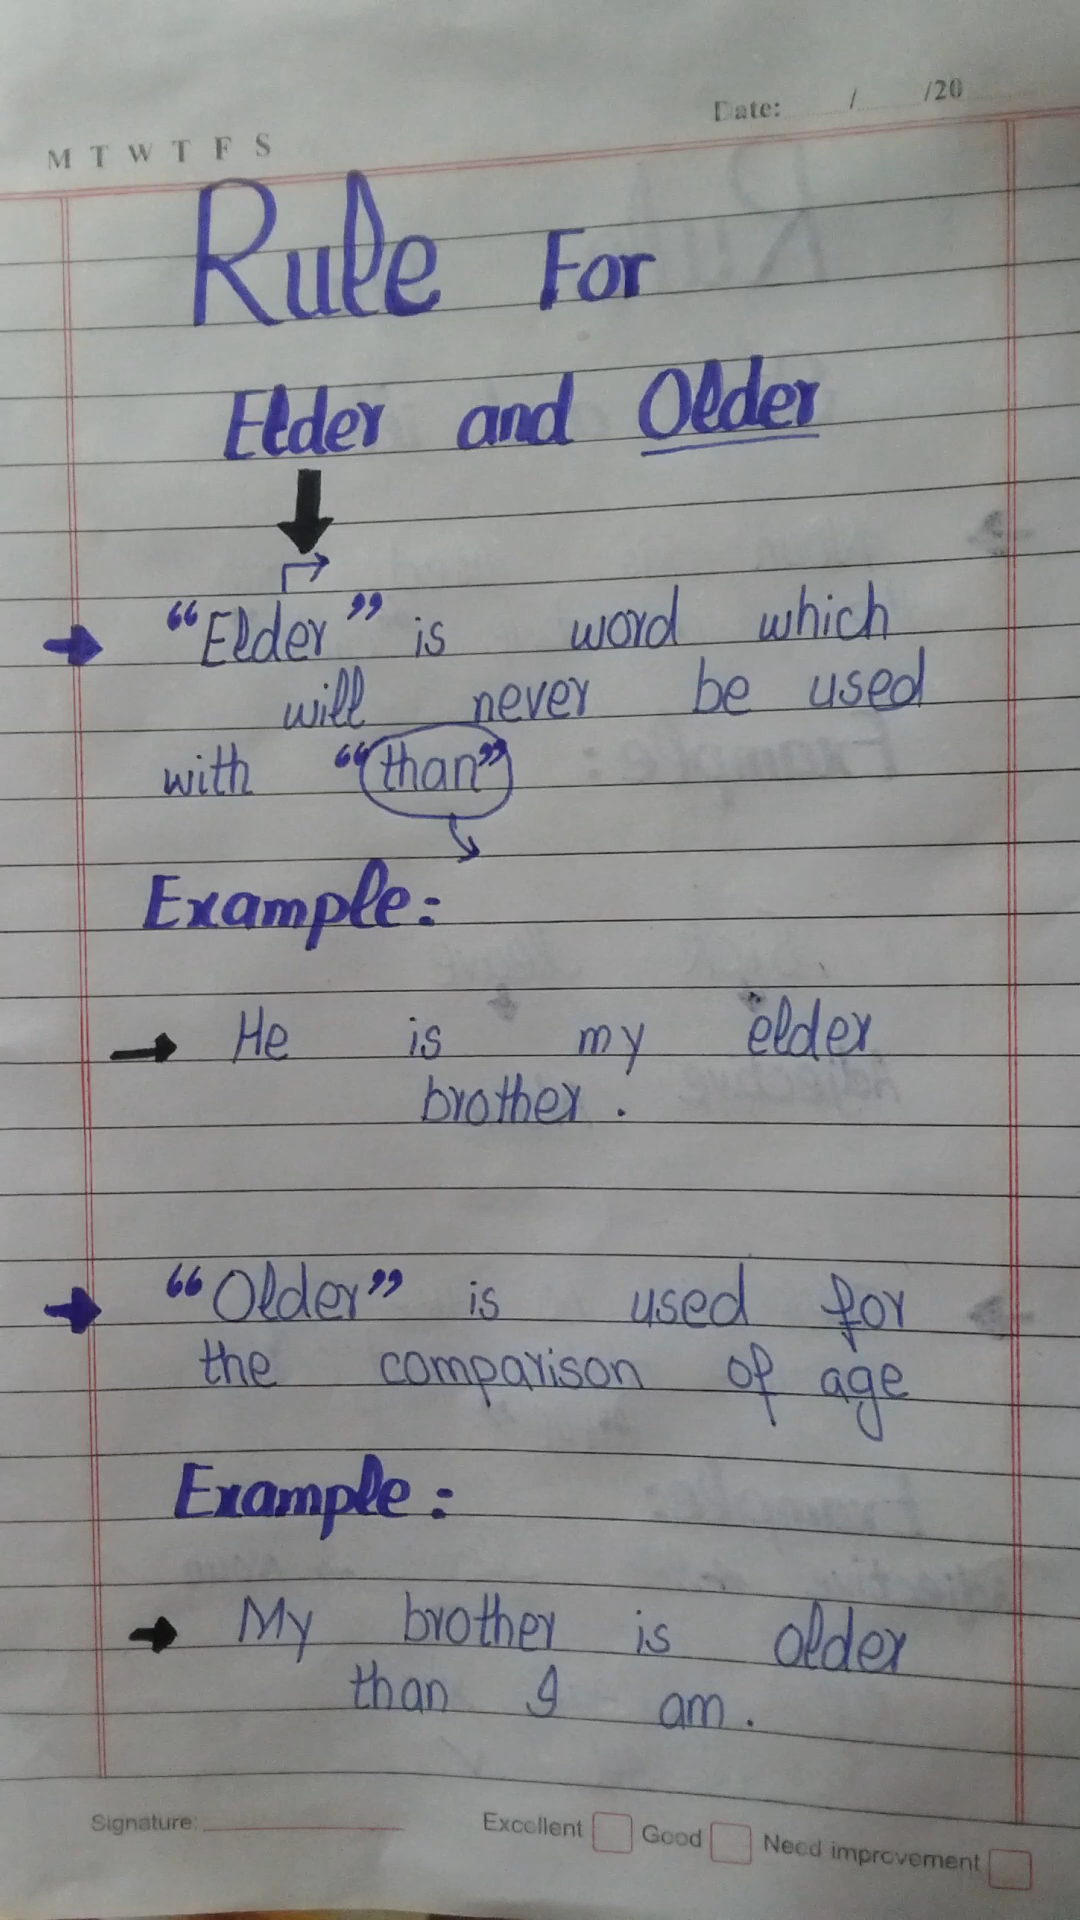 Date: / /20
M T W T F S
Rule For
Elder and Older
"Elder" is word which
will never be used
with "than"
Example:
He is my elder
brother.
"Older" is used for
the comparison of age
Example:
My brother is older
than I am.
Signature: Excellent Good Need improvement